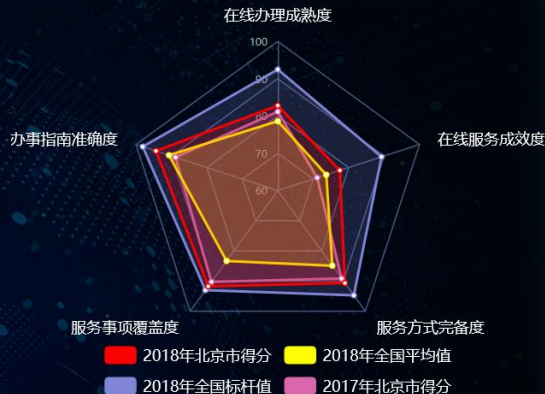 在线办理成熟度
100
90
80
70
60
办事指南准确度
在线服务成效度
服务事项覆盖度
服务方式完备度
2018年北京市得分 2018年全国平均值
2018年全国标杆值 2017年北京市得分